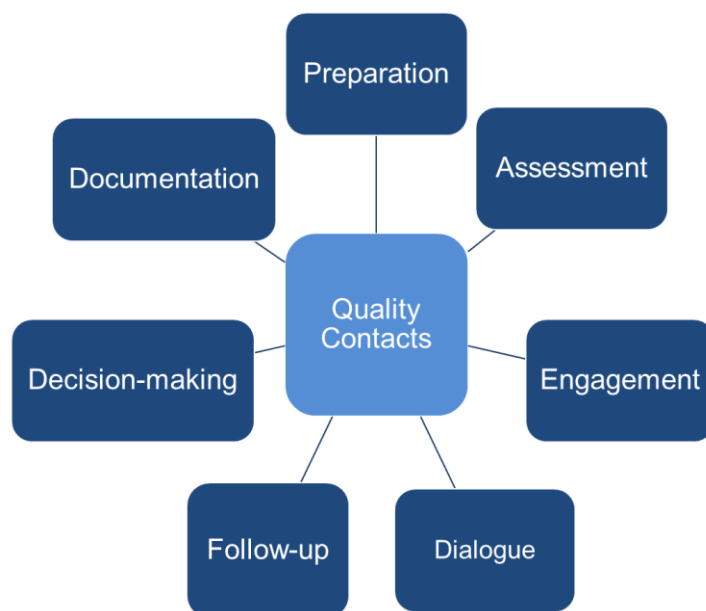 Preparation
Assessment
Documentation
Quality
Contacts
Decision-making
Engagement
Follow-up
Dialogue